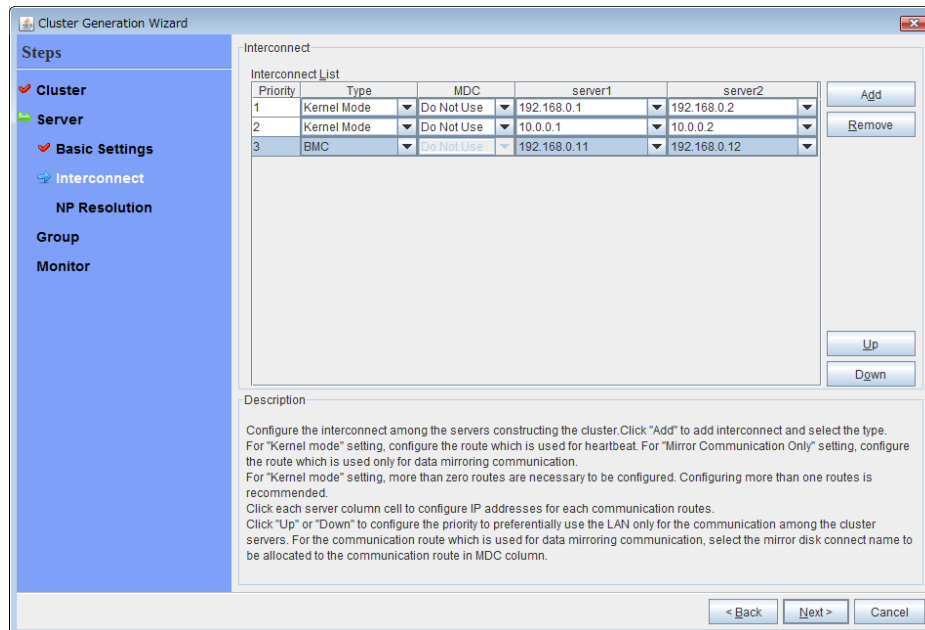 Cluster Generation Wizard
Steps
Cluster
Server
Basic Settings
Interconnect
NP Resolution
Group
Monitor
Interconnect
Interconnect List
Priority Type MDC server1 server2
1 Kernel Mode Do Not Use 192.168.0.1 192.168.0.2
2 Kernel Mode Do Not Use 10.0.0.1 10.0.0.2
3 BMC Do Not Use 192.168.0.11 192.168.0.12
Add
Remove
Up
Down
Description
Configure the interconnect among the servers constructing the cluster.Click "Add" to add interconnect and select the type.
For "Kernel mode" setting, configure the route which is used for heartbeat. For "Mirror Communication Only" setting, configure
the route which is used only for data mirroring communication.
For "Kernel mode" setting, more than zero routes are necessary to be configured. Configuring more than one routes is
recommended.
Click each server column cell to configure IP addresses for each communication routes.
Click "Up" or "Down" to configure the priority to preferentially use the LAN only for the communication among the cluster
servers. For the communication route which is used for data mirroring communication, select the mirror disk connect name to
be allocated to the communication route in MDC column.
< Back Next > Cancel